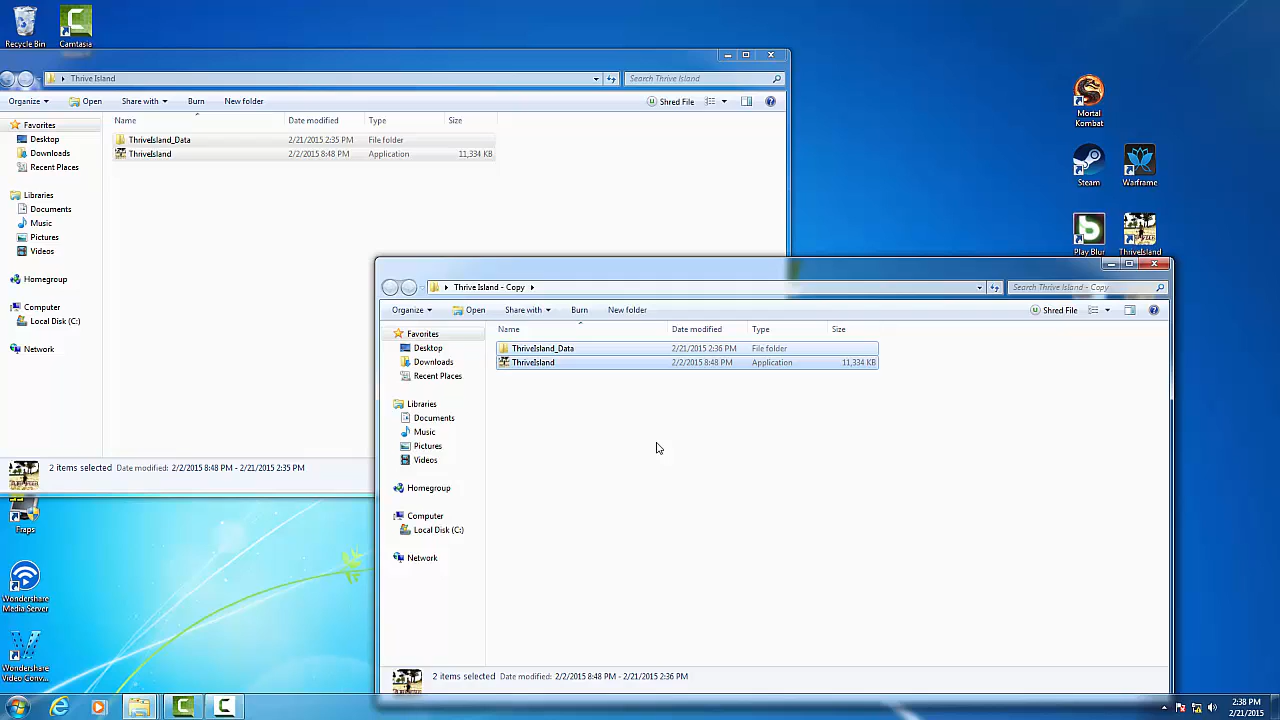 Recycle Bin
Camtasia
Thrive Island
Search Thrive Island
Organize
Open
Share with
Burn
New folder
Shred File
Favorites
Desktop
Downloads
Recent Places
Libraries
Documents
Music
Pictures
Videos
Homegroup
Computer
Local Disk (C:)
Network
Name Date modified Type Size
ThriveIsland_Data 2/21/2015 2:35 PM File folder
ThriveIsland 2/2/2015 8:48 PM Application 11,334 KB
2 items selected Date modified: 2/2/2015 8:48 PM - 2/21/2015 2:35 PM
Mortal
Kombat
Steam
Warframe
Play Blur
ThriveIsland
Thrive Island - Copy
Search Thrive Island - Copy
Organize
Open
Share with
Burn
New folder
Shred File
Favorites
Desktop
Downloads
Recent Places
Libraries
Documents
Music
Pictures
Videos
Homegroup
Computer
Local Disk (C:)
Network
Name Date modified Type Size
ThriveIsland_Data 2/21/2015 2:36 PM File folder
ThriveIsland 2/2/2015 8:48 PM Application 11,334 KB
2 items selected Date modified: 2/2/2015 8:48 PM - 2/21/2015 2:36 PM
Fraps
Wondershare
Media Server
Wondershare
Video Conv...
2:38 PM
2/21/2015